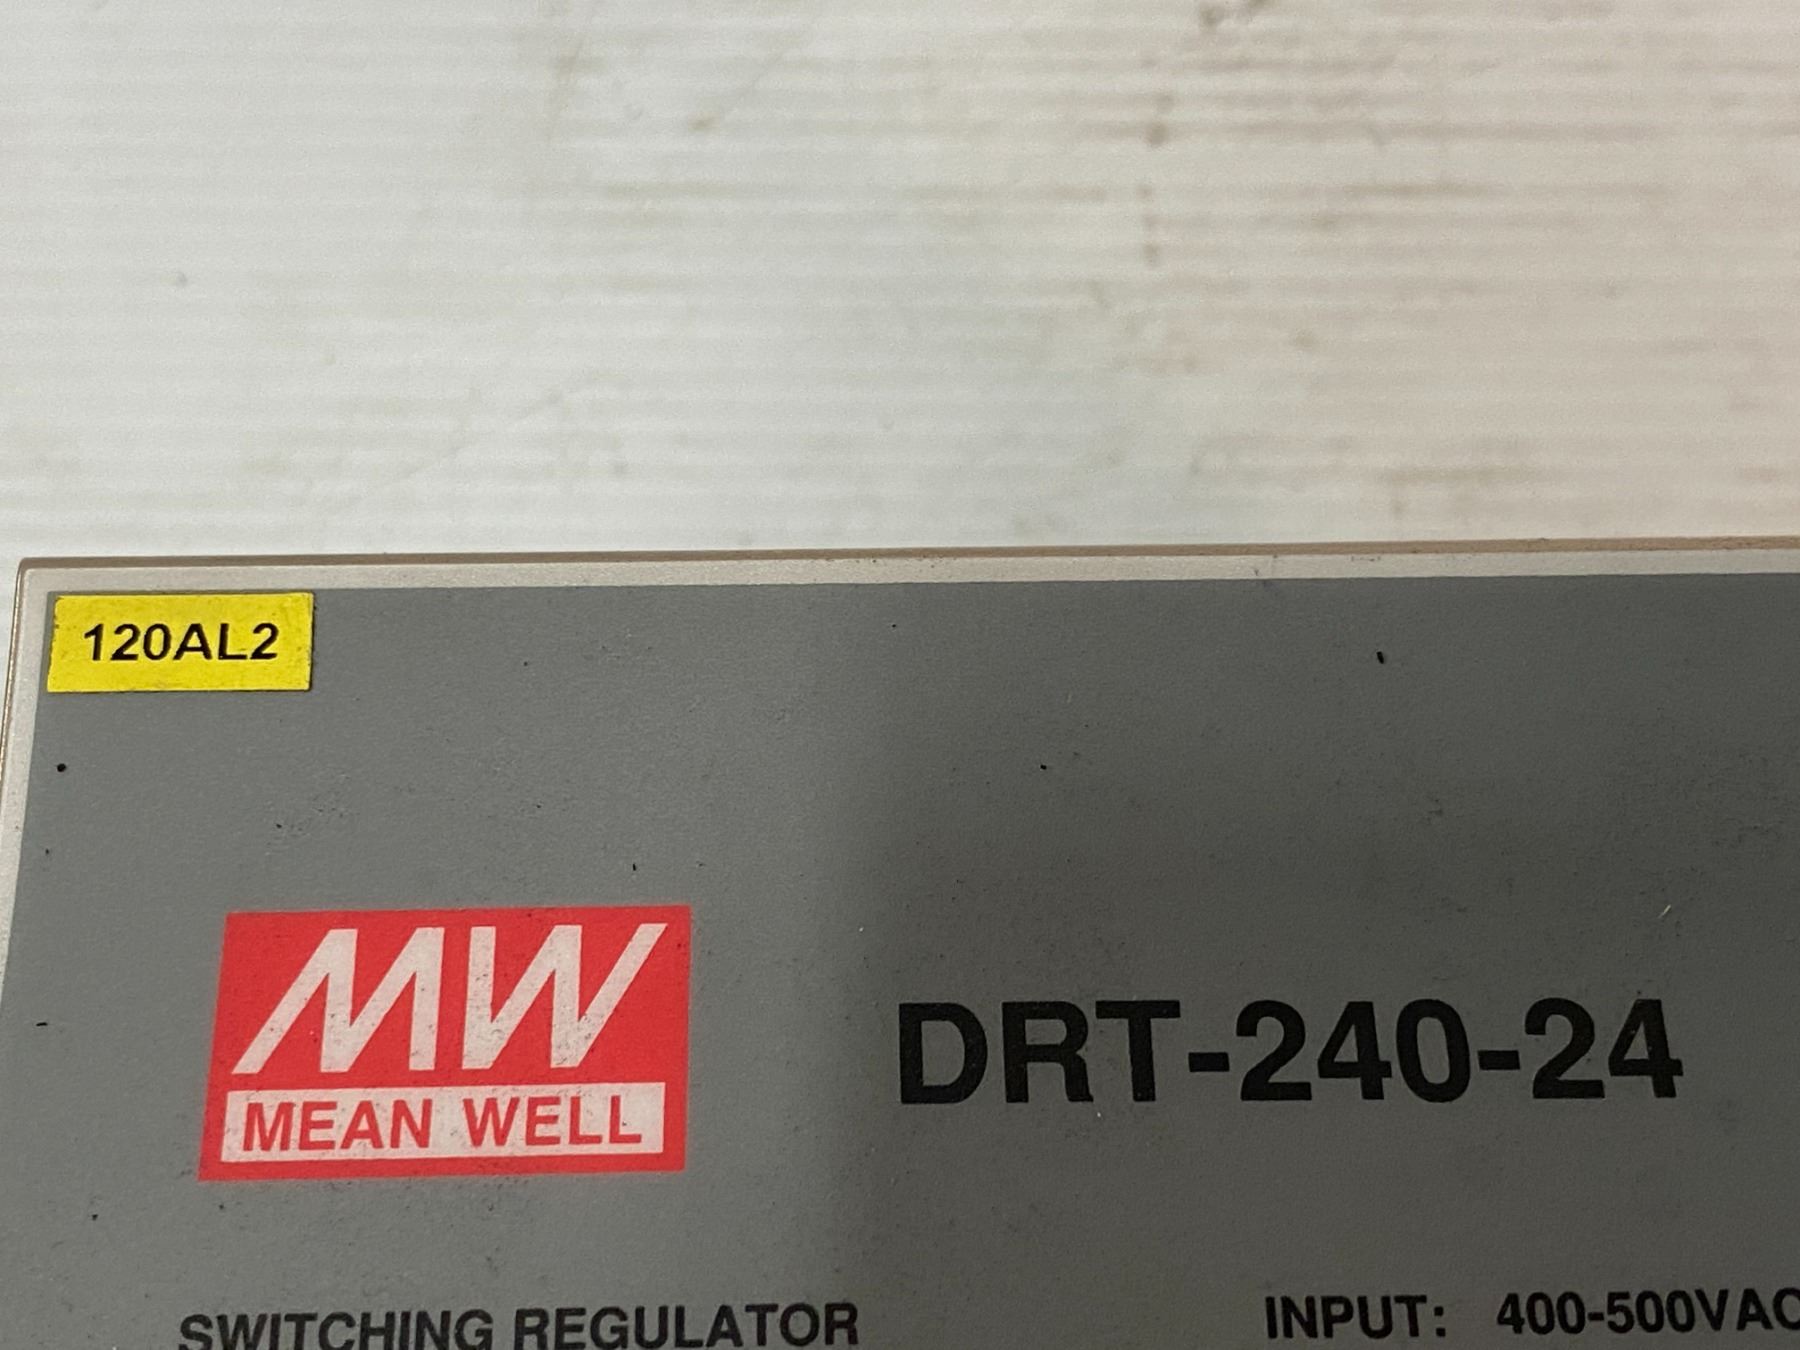 120AL2
MW
MEAN WELL
DRT-240-24
SWITCHING REGULATOR
INPUT: 400-500VAC